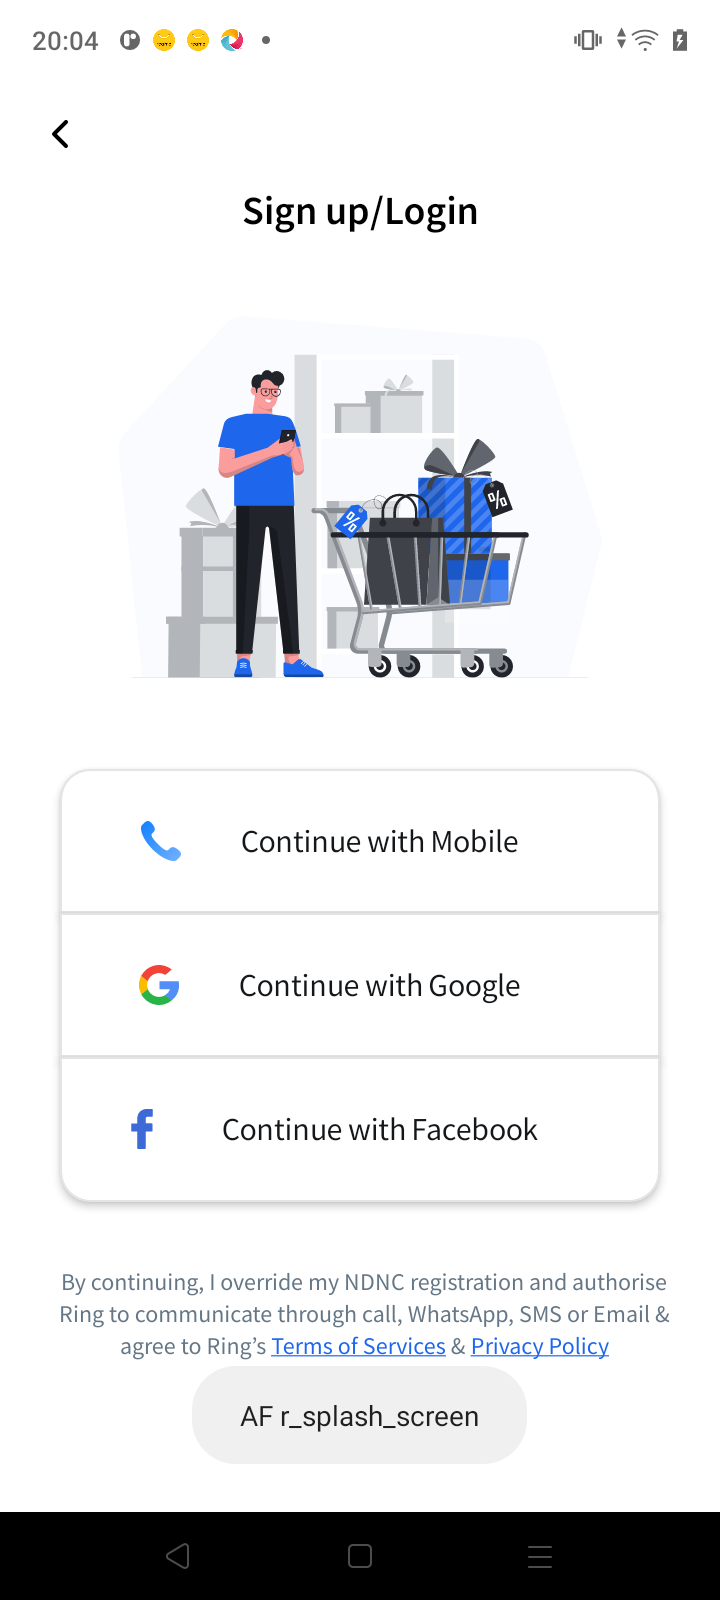 20:04
Sign up/Login
%
%
Continue with Mobile
Continue with Google
Continue with Facebook
By continuing, I override my NDNC registration and authorise
Ring to communicate through call, WhatsApp, SMS or Email &
agree to Ring’s Terms of Services & Privacy Policy
AF r_splash_screen